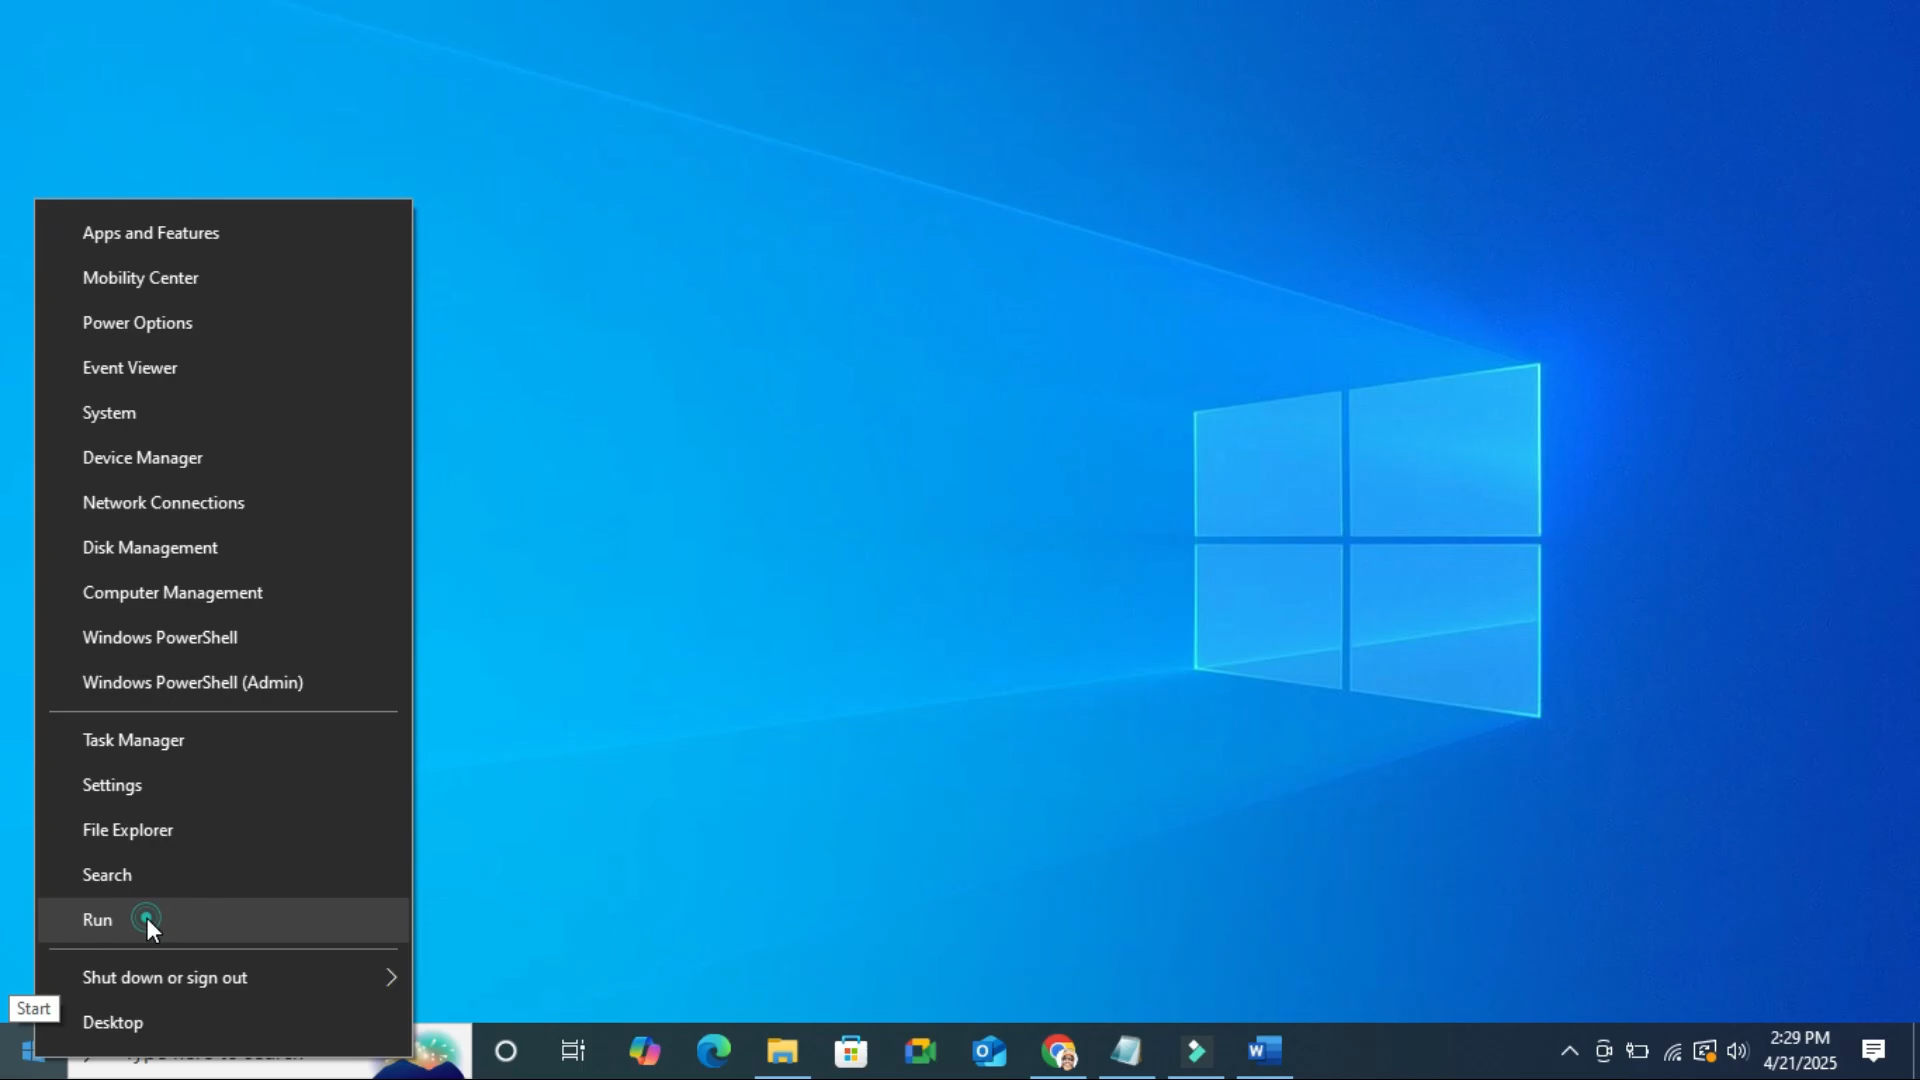 Apps and Features
Mobility Center
Power Options
Event Viewer
System
Device Manager
Network Connections
Disk Management
Computer Management
Windows PowerShell
Windows PowerShell (Admin)
Task Manager
Settings
File Explorer
Search
Run
Shut down or sign out
Start
Desktop
2:29 PM
4/21/2025